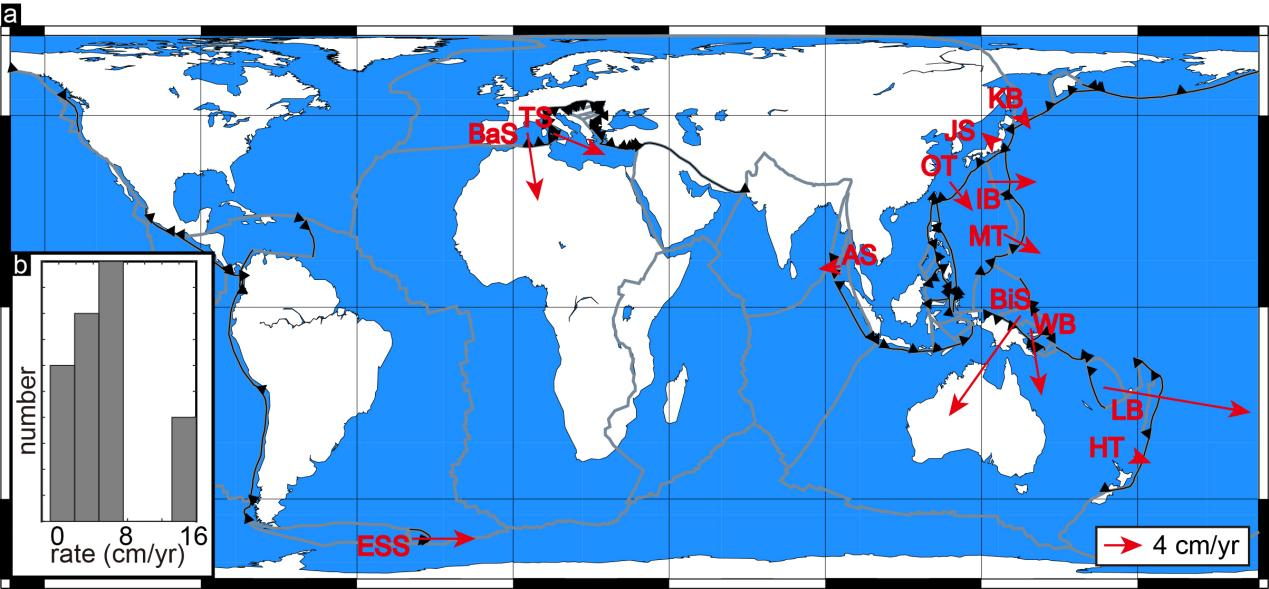 a
KB
TS
BaS
JS
OT
IB
MT
AS
b
BiS
WB
number
LB
HT
0 8 16
rate (cm/yr)
ESS
4 cm/yr